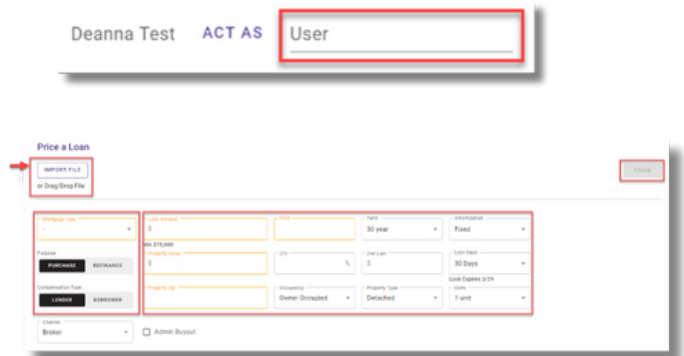 Deanna Test ACT AS User
Price a Loan
IMPORT FILE
PRICE
or Drag/Drop File
Mortgage Type Loan Amount FICO Term Amortization
- $ 30 year Fixed
Min $75,000
Purpose Property Value LTV 2nd Loan Lock Days
PURCHASE REFINANCE $ % $ 30 Days
Lock Expires 3/29
Compensation Type Property Zip Occupancy Property Type Units
LENDER BORROWER Owner Occupied Detached 1 unit
Channel
Broker Admin Buyout